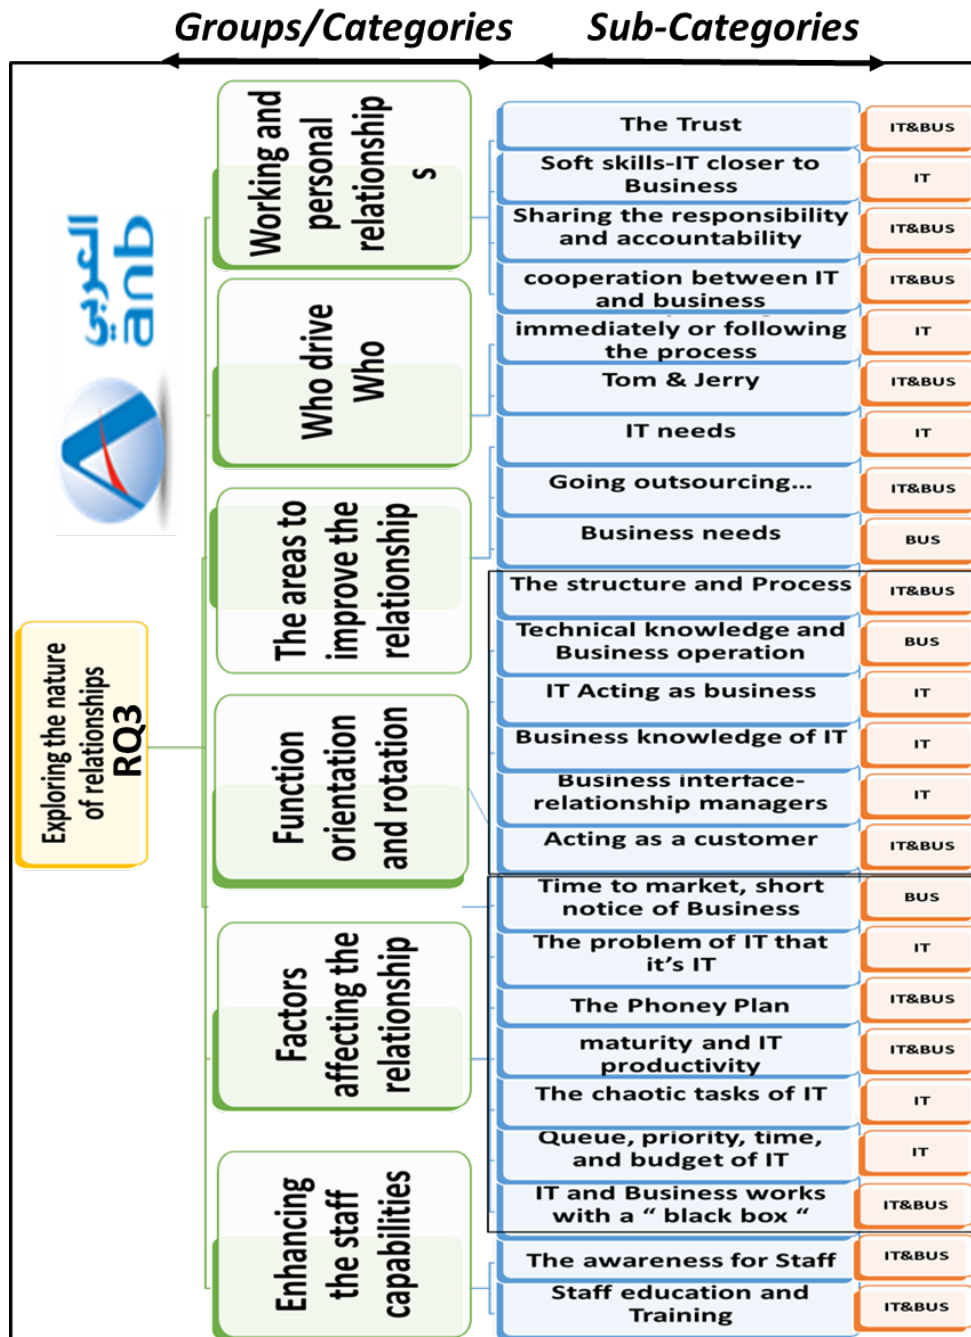 Groups/Categories
Sub-Categories
العربي
anb
Exploring the nature
of relationships
RQ3
Working and
personal
relationship
s
The Trust
IT&BUS
Soft skills-IT closer to
Business
IT
Sharing the responsibility
and accountability
IT&BUS
cooperation between IT
and business
IT&BUS
Who drive
Who
immediately or following
the process
IT
Tom & Jerry
IT&BUS
The areas to
improve the
relationship
IT needs
IT
Going outsourcing...
IT&BUS
Business needs
BUS
Function
orientation
and rotation
The structure and Process
IT&BUS
Technical knowledge and
Business operation
BUS
IT Acting as business
IT
Business knowledge of IT
IT
Business interface-
relationship managers
IT
Acting as a customer
IT&BUS
Factors
affecting the
relationship
Time to market, short
notice of Business
BUS
The problem of IT that
it's IT
IT
The Phoney Plan
IT&BUS
maturity and IT
productivity
IT&BUS
The chaotic tasks of IT
IT
Queue, priority, time,
and budget of IT
IT
IT and Business works
with a “ black box “
IT&BUS
Enhancing
the staff
capabilities
The awareness for Staff
IT&BUS
Staff education and
Training
IT&BUS